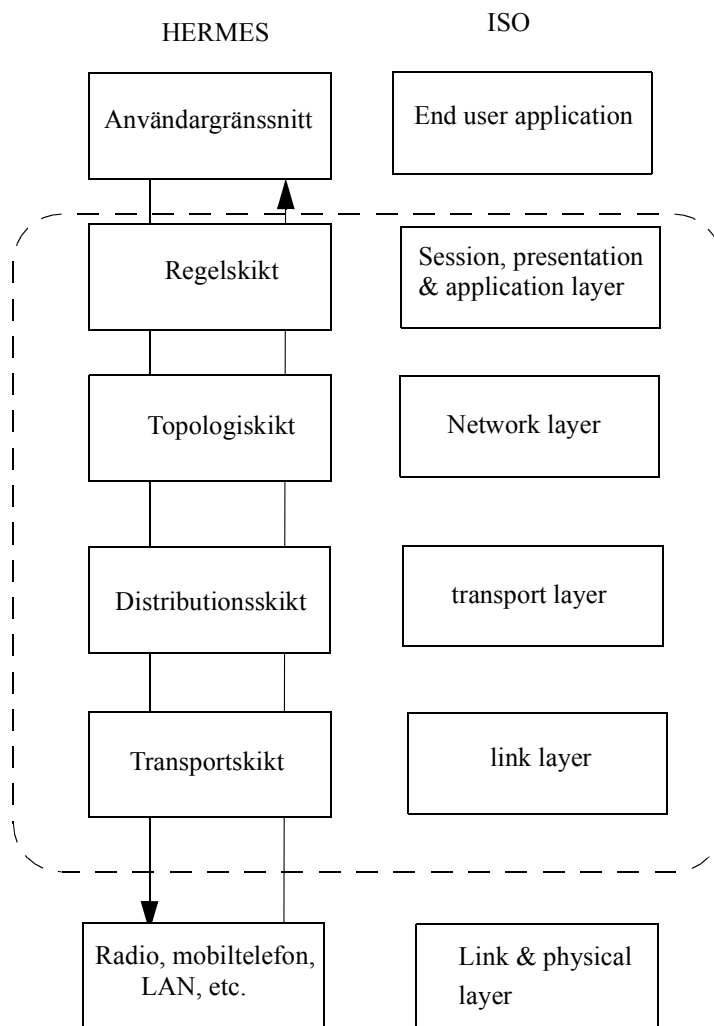 HERMES
ISO
Användargränssnitt
End user application
Regelskikt
Session, presentation
& application layer
Topologiskikt
Network layer
Distributionsskikt
transport layer
Transportskikt
link layer
Radio, mobiltelefon,
LAN, etc.
Link & physical
layer